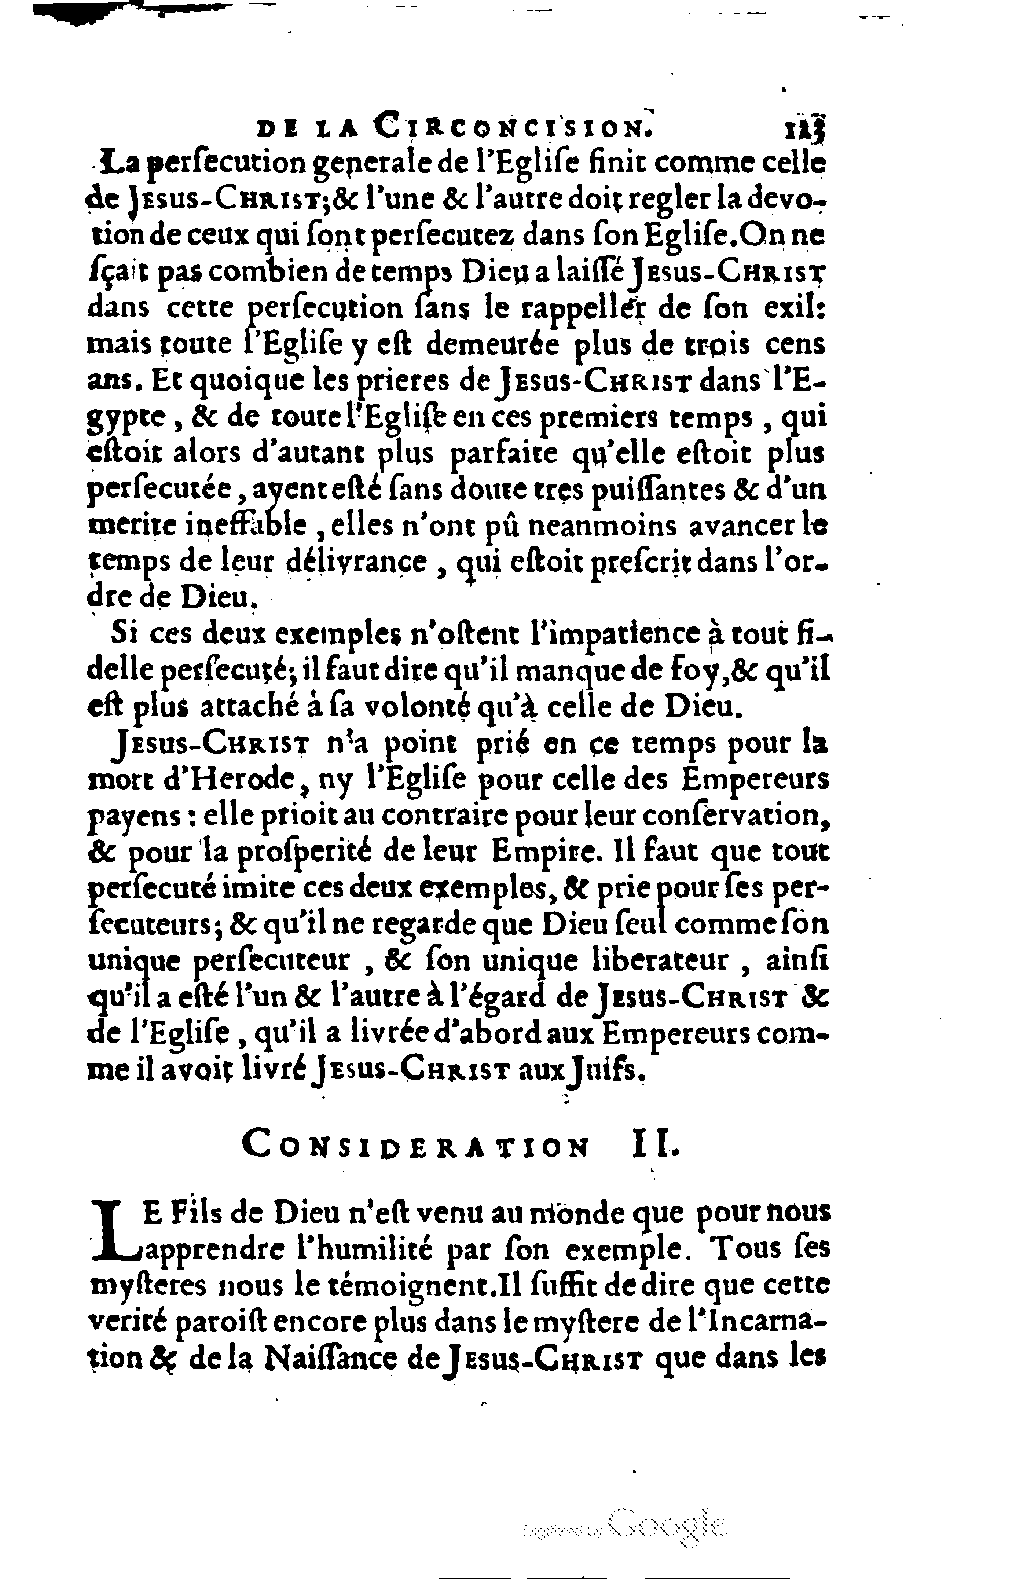 DE LA CIRCONCISION. 113
La perſecution generale de l'Egliſe finit comme celle
de JESUS-CHRIST; & l'une & l'autre doit regler la devo-
tion de ceux qui ſont perſecutez dans ſon Egliſe. On ne
ſçait pas combien de temps Dieu a laiſſé JESUS-CHRIST
dans cette perſecution ſans le rappeller de ſon exil:
mais toute l'Egliſe y eſt demeurée plus de trois cens
ans. Et quoique les prieres de JESUS-CHRIST dans l'E-
gypte, & de toute l'Egliſe en ces premiers temps, qui
eſtoit alors d'autant plus parfaite qu'elle eſtoit plus
perſecutée, ayent eſté ſans doute tres puiſſantes & d'un
merite ineffable, elles n'ont pû neanmoins avancer le
temps de leur délivrance, qui eſtoit preſcrit dans l'or-
dre de Dieu.
Si ces deux exemples n'oſtent l'impatience à tout fi-
delle perſecuté; il faut dire qu'il manque de foy, & qu'il
eſt plus attaché à ſa volonté qu'à celle de Dieu.
JESUS-CHRIST n'a point prié en ce temps pour la
mort d'Herode, ny l'Egliſe pour celle des Empereurs
payens: elle prioit au contraire pour leur conſervation,
& pour la proſperité de leur Empire. Il faut que tout
perſecuté imite ces deux exemples, & prie pour ſes per-
ſecuteurs; & qu'il ne regarde que Dieu ſeul comme ſon
unique perſecuteur, & ſon unique liberateur, ainſi
qu'il a eſté l'un & l'autre à l'égard de JESUS-CHRIST &
de l'Egliſe, qu'il a livrée d'abord aux Empereurs com-
me il avoit livré JESUS-CHRIST aux Juifs.
CONSIDERATION II.
LE Fils de Dieu n'eſt venu au monde que pour nous
apprendre l'humilité par ſon exemple. Tous ſes
myſteres nous le témoignent. Il ſuffit de dire que cette
verité paroiſt encore plus dans le myſtere de l'Incarna-
tion & de la Naiſſance de JESUS-CHRIST que dans les
Digitized by Google